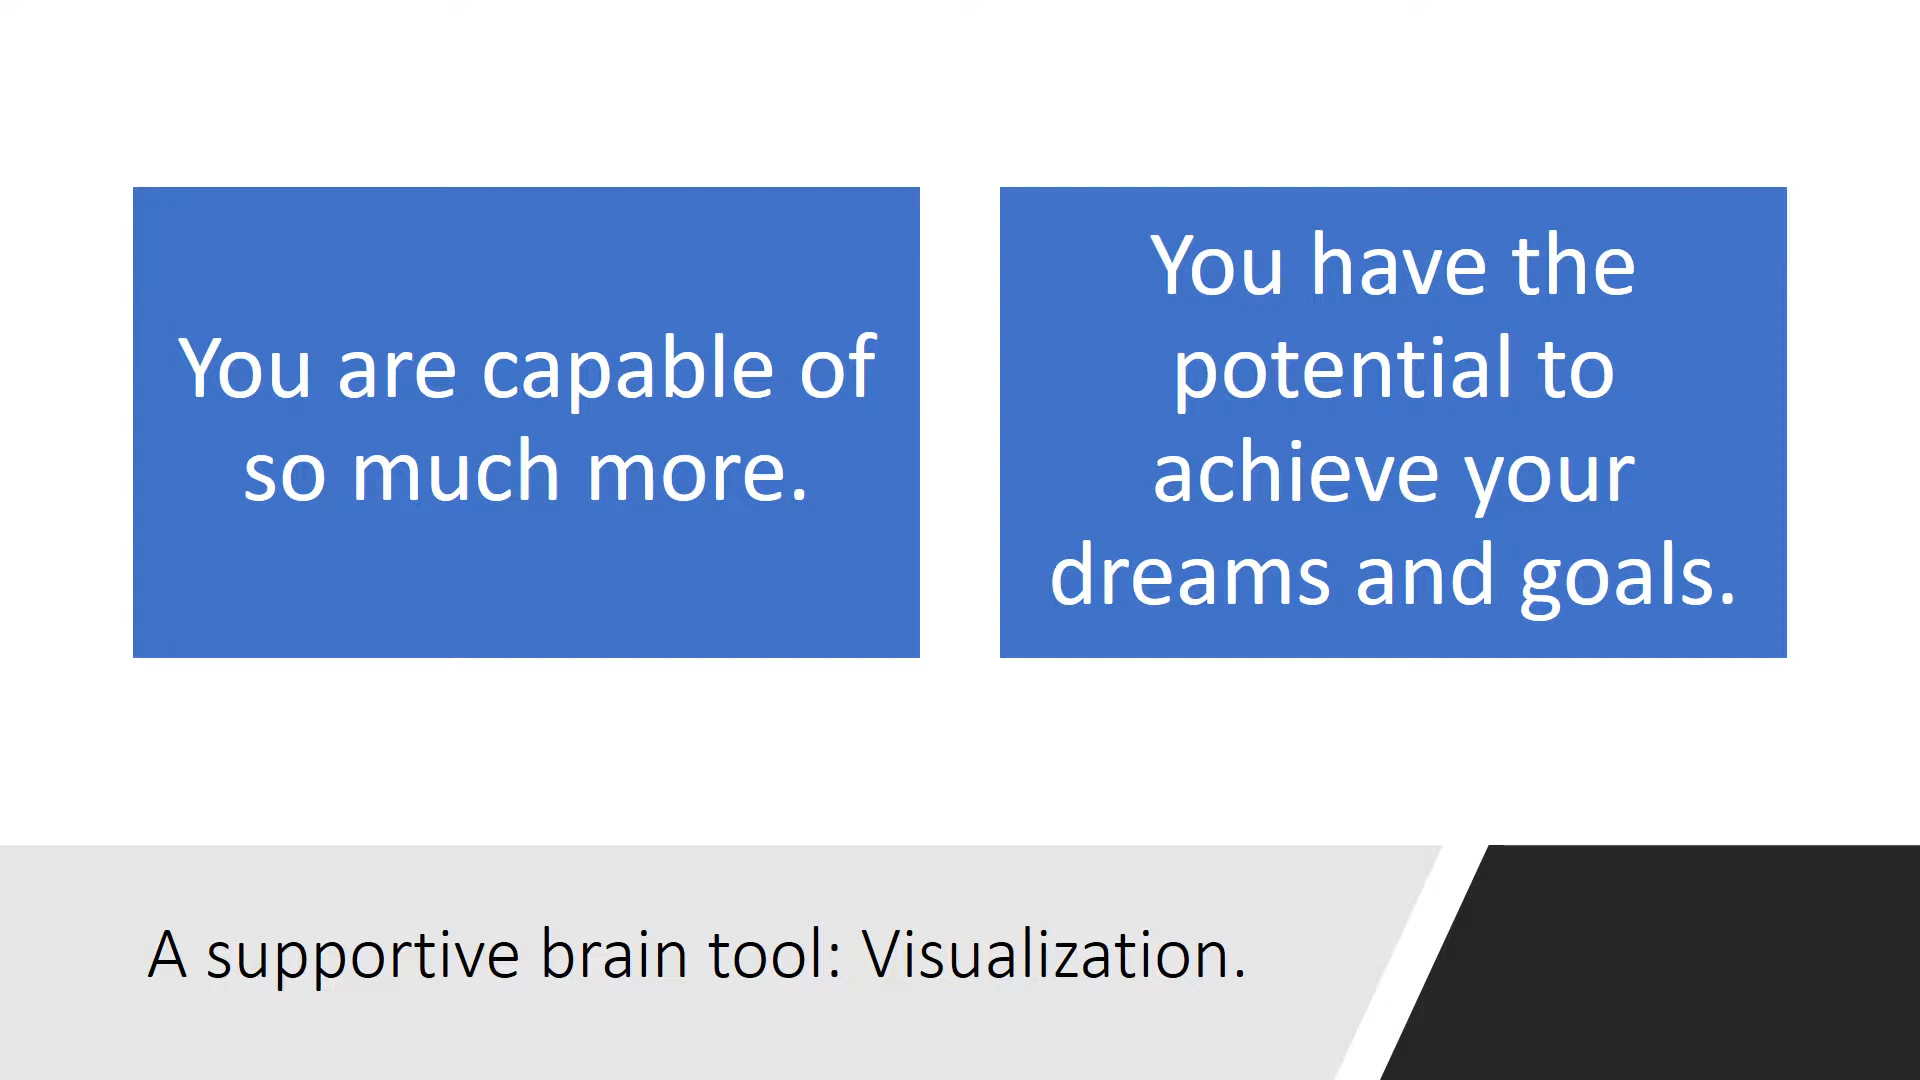 You are capable of
so much more.
You have the
potential to
achieve your
dreams and goals.
A supportive brain tool: Visualization.